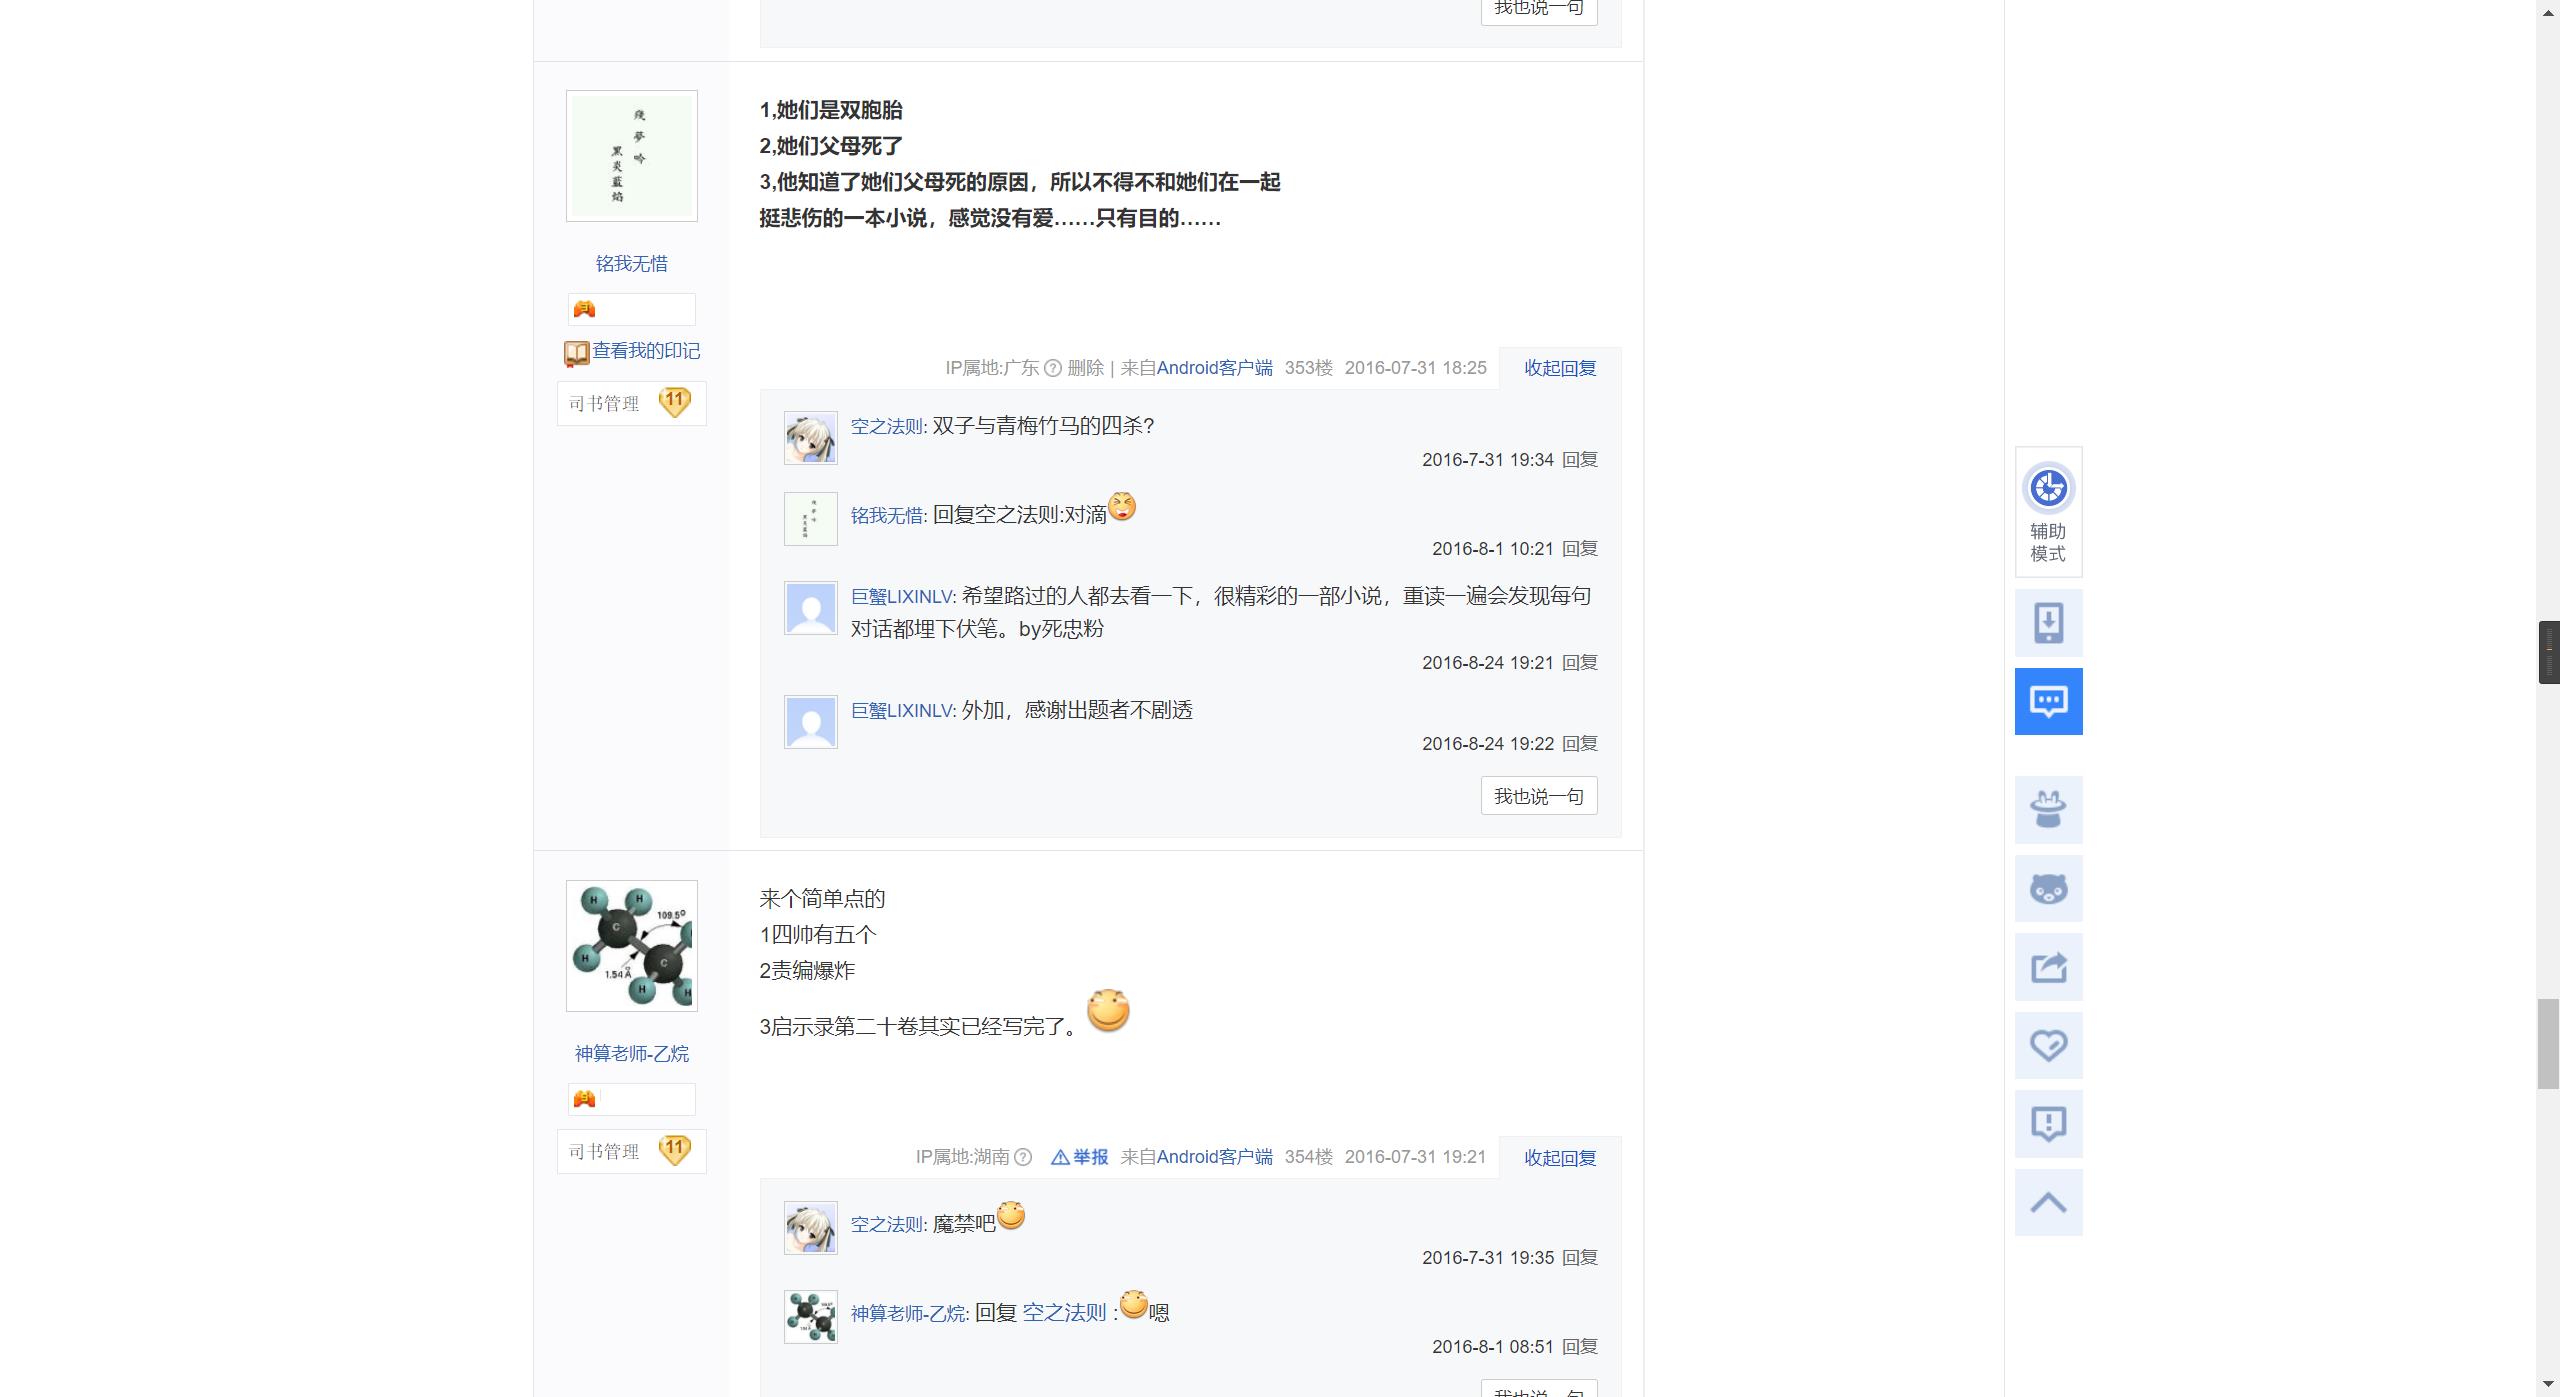 我也说一句
残梦吟
黑炎蓝焰
铭我无惜
3
查看我的印记
司书管理 11
1,她们是双胞胎
2,她们父母死了
3,他知道了她们父母死的原因，所以不得不和她们在一起
挺悲伤的一本小说，感觉没有爱……只有目的……
IP属地:广东 ? 删除 | 来自Android客户端 353楼 2016-07-31 18:25 收起回复
空之法则: 双子与青梅竹马的四杀?
2016-7-31 19:34 回复
铭我无惜: 回复空之法则:对滴
2016-8-1 10:21 回复
巨蟹LIXINLV: 希望路过的人都去看一下，很精彩的一部小说，重读一遍会发现每句
对话都埋下伏笔。by死忠粉
2016-8-24 19:21 回复
巨蟹LIXINLV: 外加，感谢出题者不剧透
2016-8-24 19:22 回复
我也说一句
辅助
模式
H H 109.5°
C
H 1.54 Å C
H H
神算老师-乙烷
司书管理 11
来个简单点的
1四帅有五个
2责编爆炸
3启示录第二十卷其实已经写完了。
IP属地:湖南 ? 举报 来自Android客户端 354楼 2016-07-31 19:21 收起回复
空之法则: 魔禁吧
2016-7-31 19:35 回复
神算老师-乙烷: 回复 空之法则 : 嗯
2016-8-1 08:51 回复
我也说一句